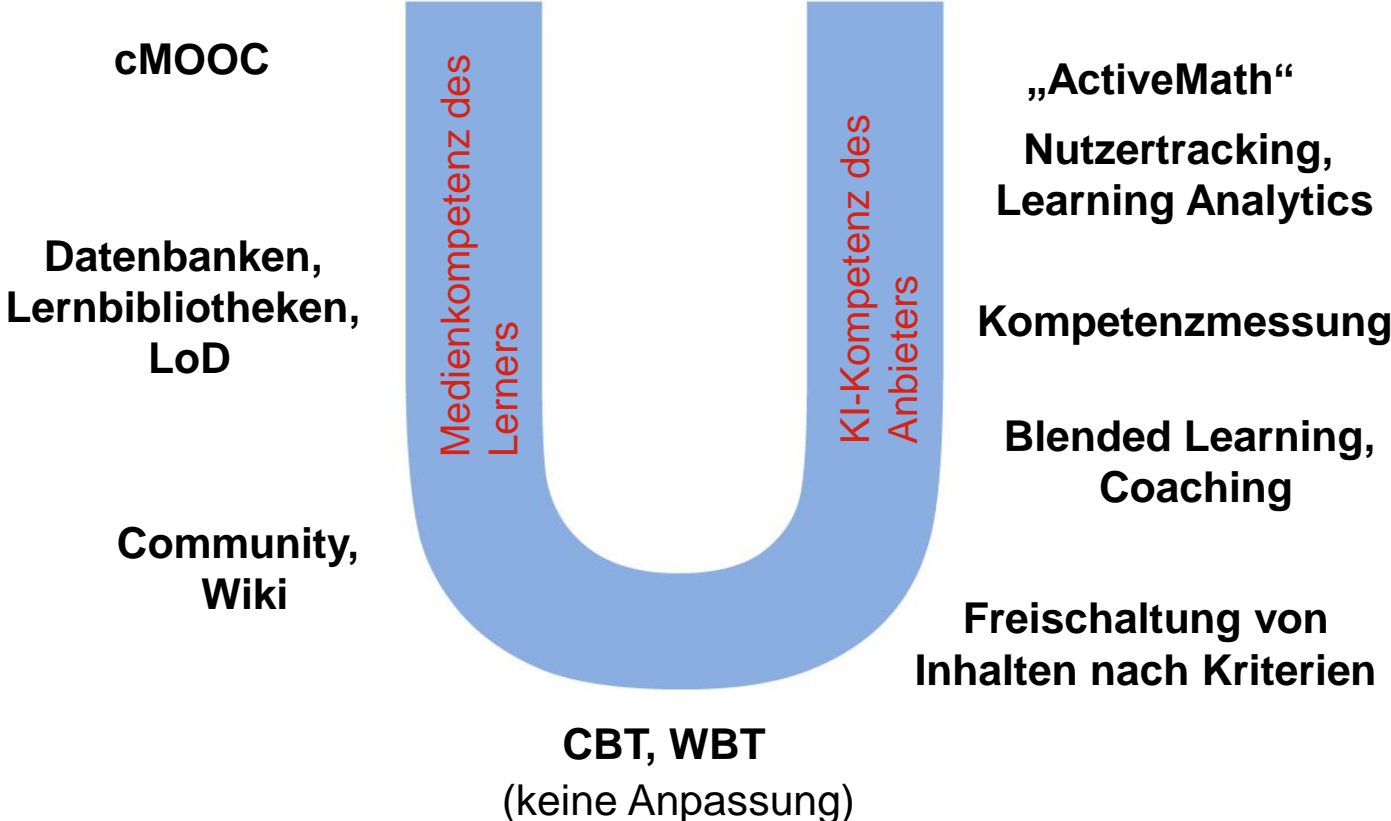 cMOOC
Datenbanken,
Lernbibliotheken,
LoD
Community,
Wiki
Medienkompetenz des
Lerners
KI-Kompetenz des
Anbieters
„ActiveMath“
Nutzertracking,
Learning Analytics
Kompetenzmessung
Blended Learning,
Coaching
Freischaltung von
Inhalten nach Kriterien
CBT, WBT
(keine Anpassung)